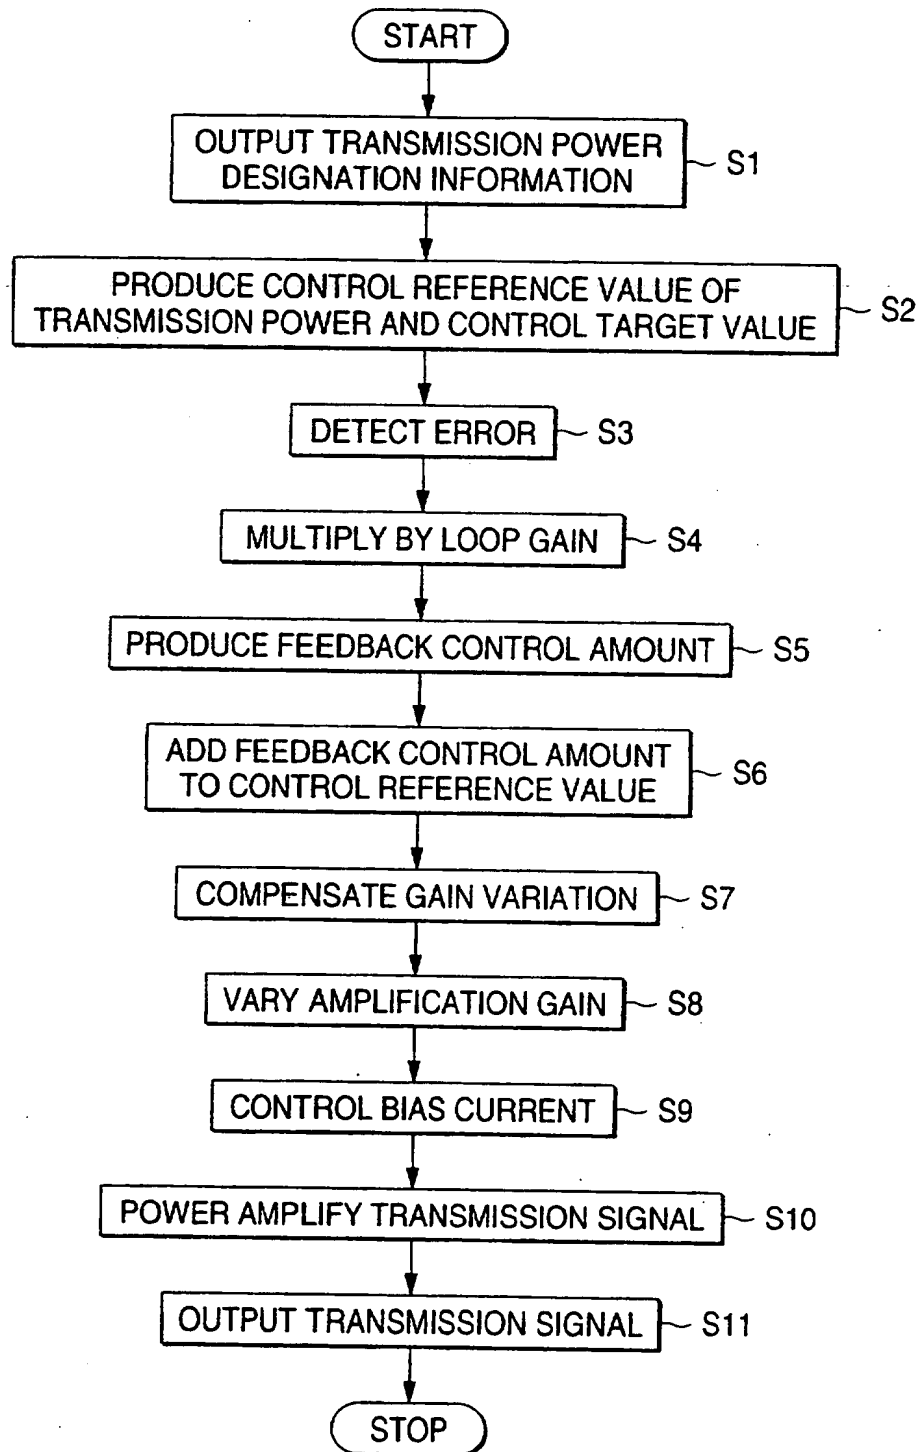 START
OUTPUT TRANSMISSION POWER
DESIGNATION INFORMATION
S1
PRODUCE CONTROL REFERENCE VALUE OF
TRANSMISSION POWER AND CONTROL TARGET VALUE
S2
DETECT ERROR
S3
MULTIPLY BY LOOP GAIN
S4
PRODUCE FEEDBACK CONTROL AMOUNT
S5
ADD FEEDBACK CONTROL AMOUNT
TO CONTROL REFERENCE VALUE
S6
COMPENSATE GAIN VARIATION
S7
VARY AMPLIFICATION GAIN
S8
CONTROL BIAS CURRENT
S9
POWER AMPLIFY TRANSMISSION SIGNAL
S10
OUTPUT TRANSMISSION SIGNAL
S11
STOP